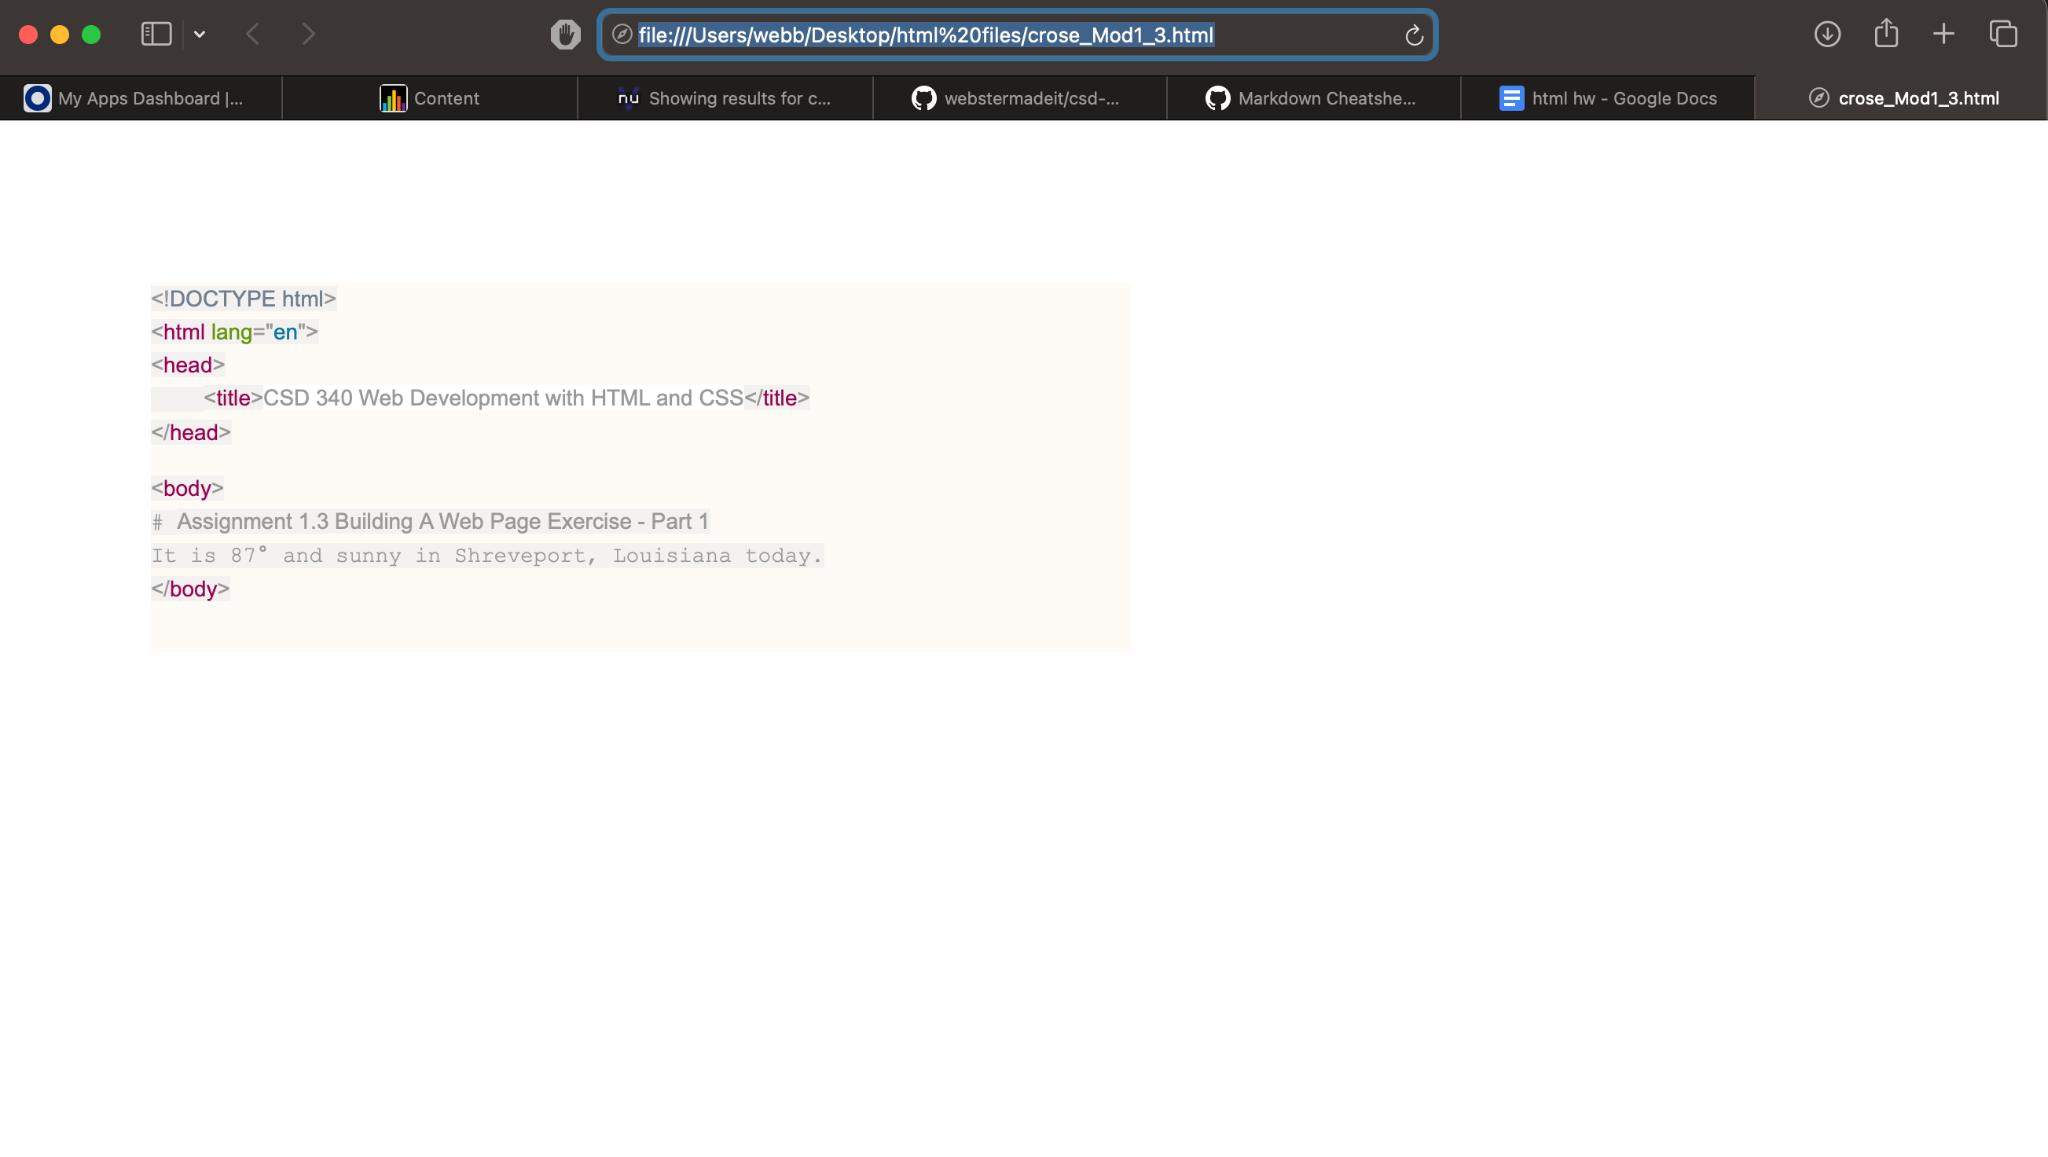 file:///Users/webb/Desktop/html%20files/crose_Mod1_3.html
My Apps Dashboard |...
Content
nu Showing results for c...
webstermadeit/csd-...
Markdown Cheatshe...
html hw - Google Docs
crose_Mod1_3.html
<!DOCTYPE html>
<html lang="en">
<head>
<title>CSD 340 Web Development with HTML and CSS</title>
</head>
<body>
# Assignment 1.3 Building A Web Page Exercise - Part 1
It is 87° and sunny in Shreveport, Louisiana today.
</body>